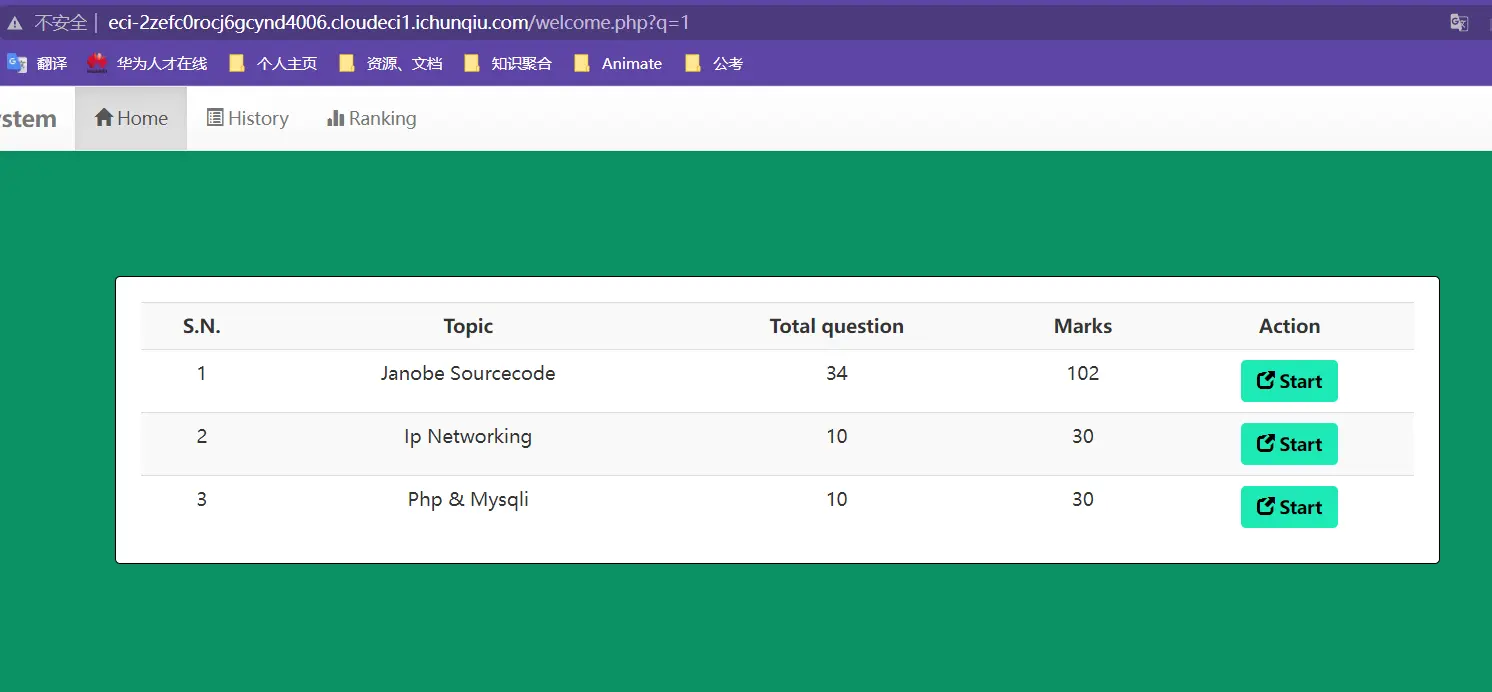 不安全 | eci-2zefc0rocj6gcynd4006.cloudeci1.ichunqiu.com/welcome.php?q=1
翻译 华为人才在线 个人主页 资源、文档 知识聚合 Animate 公考
stem Home History Ranking
S.N. Topic Total question Marks Action
1 Janobe Sourcecode 34 102 Start
2 Ip Networking 10 30 Start
3 Php & Mysqli 10 30 Start